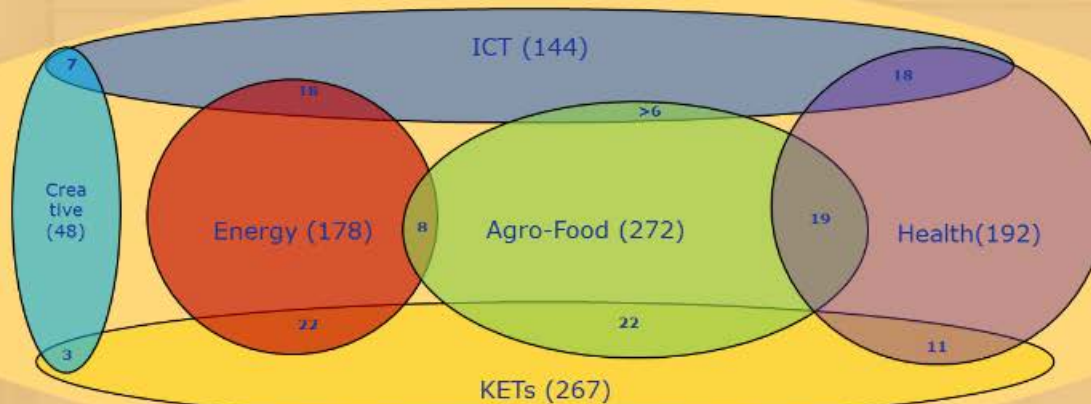 ICT (144)
7
18
>6
Crea
tive
(48)
Energy (178)
8
Agro-Food (272)
19
Health(192)
22
22
3
11
KETs (267)